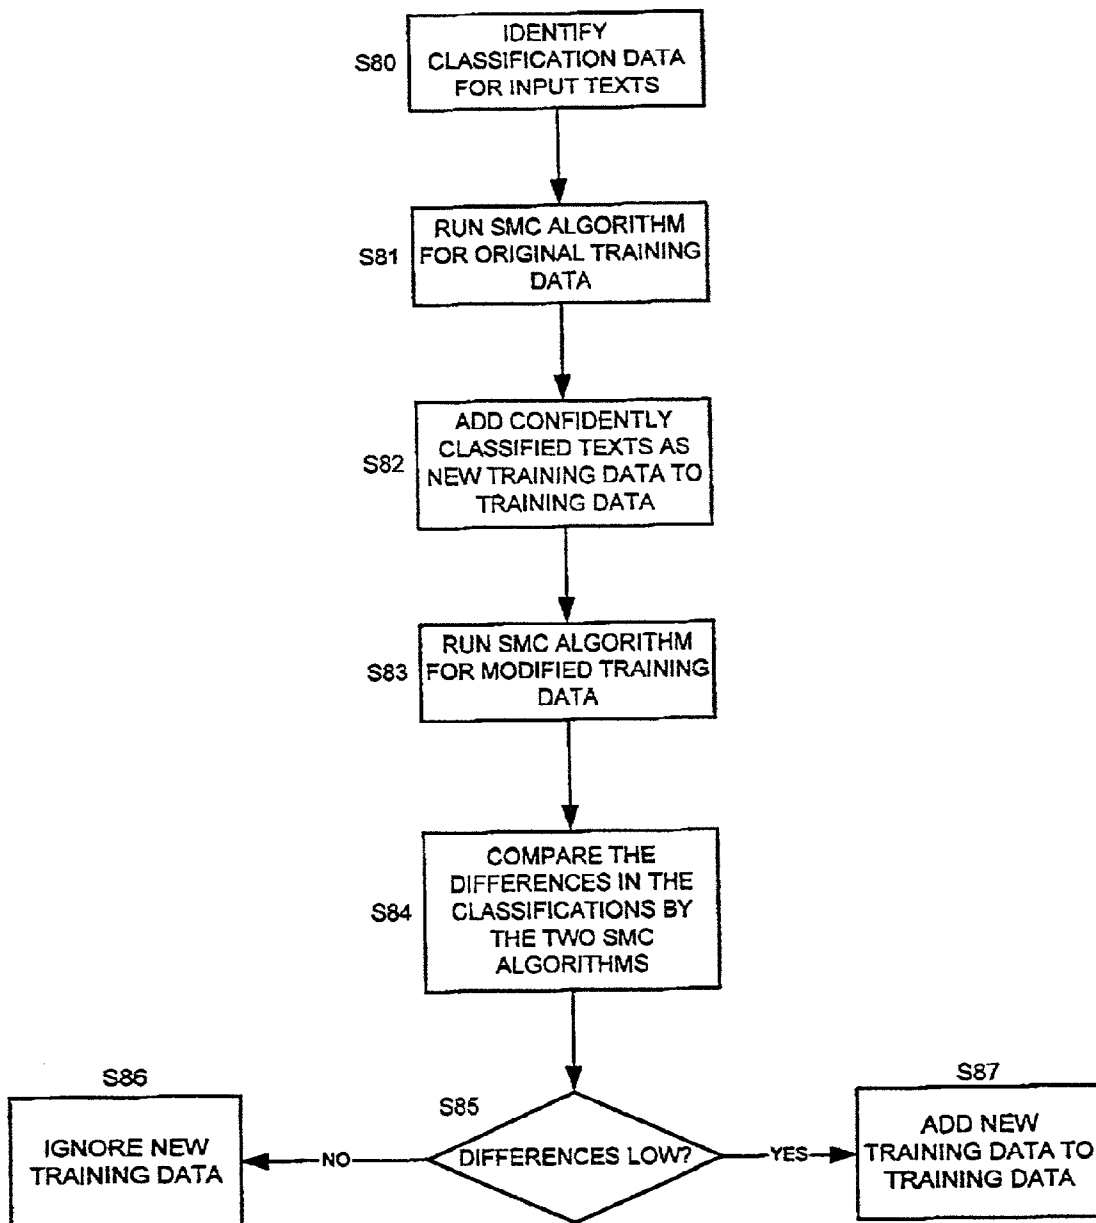 IDENTIFY
CLASSIFICATION DATA
FOR INPUT TEXTS
S80
RUN SMC ALGORITHM
FOR ORIGINAL TRAINING
DATA
S81
ADD CONFIDENTLY
CLASSIFIED TEXTS AS
NEW TRAINING DATA TO
TRAINING DATA
S82
RUN SMC ALGORITHM
FOR MODIFIED TRAINING
DATA
S83
COMPARE THE
DIFFERENCES IN THE
CLASSIFICATIONS BY
THE TWO SMC
ALGORITHMS
S84
S85
DIFFERENCES LOW?
NO
YES
S86
IGNORE NEW
TRAINING DATA
S87
ADD NEW
TRAINING DATA TO
TRAINING DATA